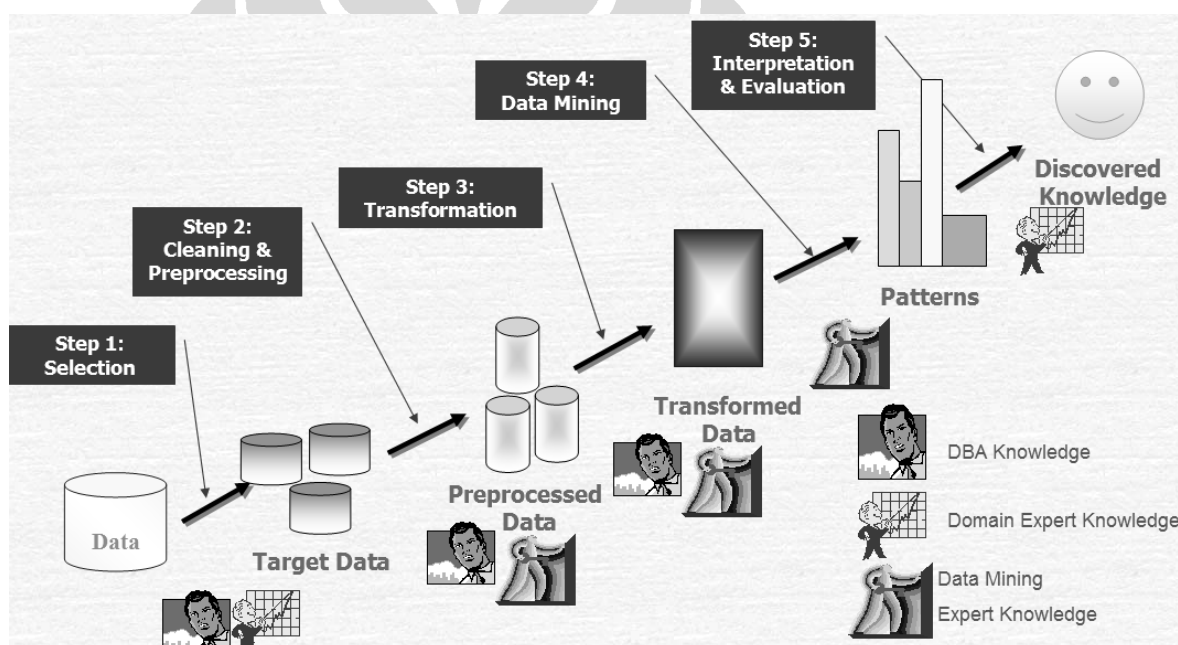 Step 1:
Selection
Step 2:
Cleaning &
Preprocessing
Step 3:
Transformation
Step 4:
Data Mining
Step 5:
Interpretation
& Evaluation
Data
Target Data
Preprocessed
Data
Transformed
Data
Patterns
Discovered
Knowledge
DBA Knowledge
Domain Expert Knowledge
Data Mining
Expert Knowledge